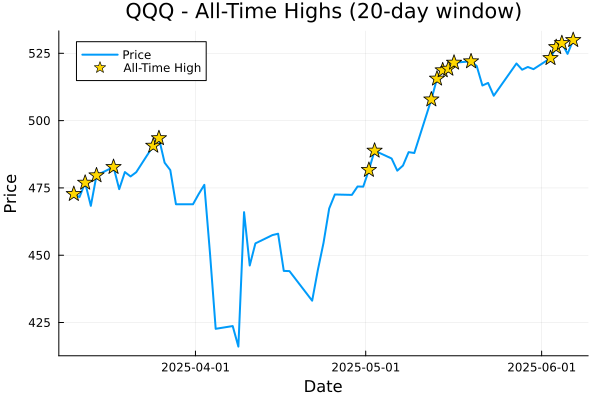 QQQ - All-Time Highs (20-day window)
Price
All-Time High
525
500
475
450
425
Price
2025-04-01
2025-05-01
2025-06-01
Date